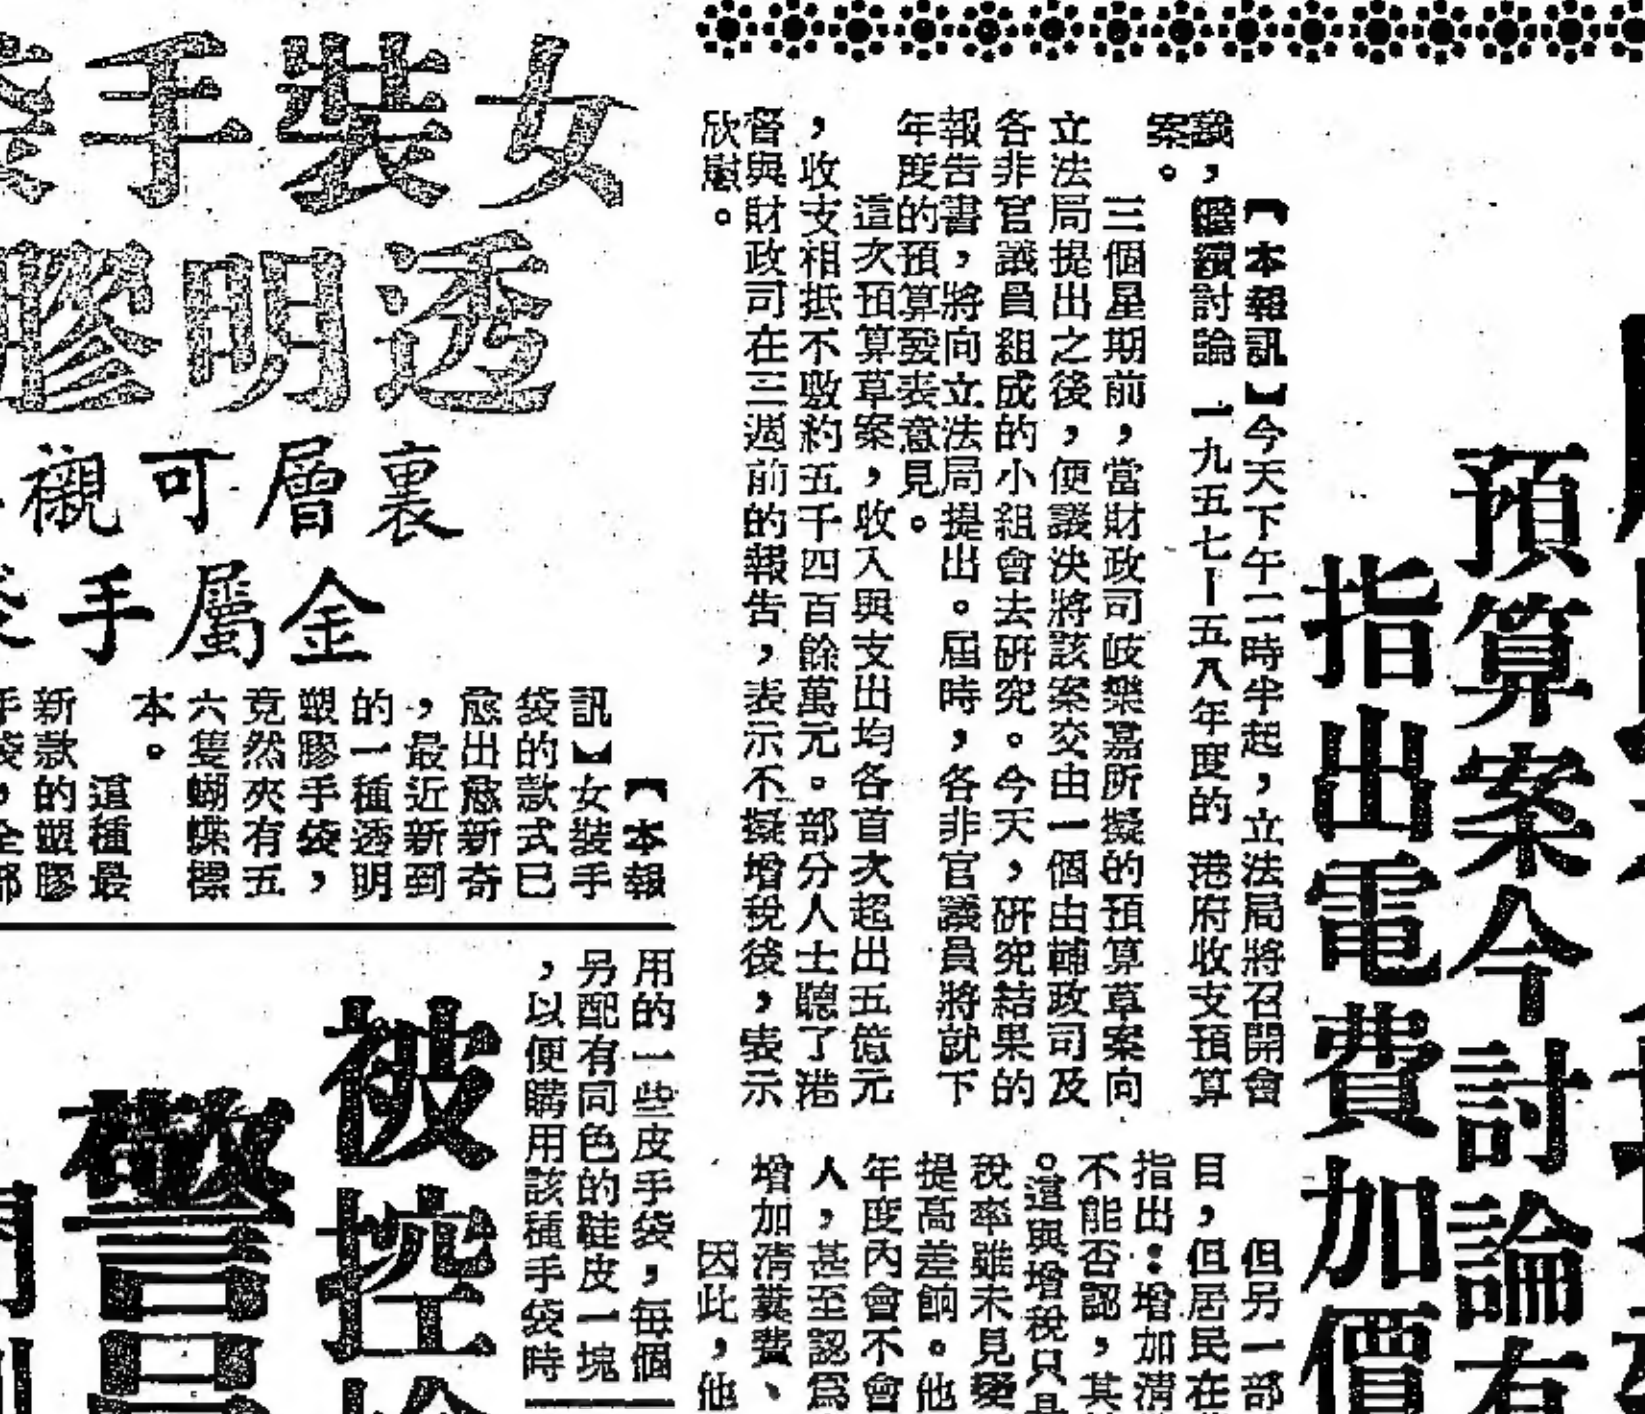 預算案今討論有
指出電費加價
【本報訊】今天下午二時半起，立法局將召開會
議，繼續討論一九五七—五八年度的港府收支預算
案。
三個星期前，當財政司岐樂嘉所擬的預算草案向
立法局提出之後，便議決將該案交由一個由輔政司及
各非官議員組成的小組會去研究。今天，研究結果的
報告書，將向立法局提出。屆時，各非官議員將就下
年度的預算發表意見。
這次預算草案，收入與支出均各首次超出五億元
，收支相抵不敷約五千四百餘萬元。部分人士聽了港
督與財政司在三週前的報告，表示不擬增稅後，表示
欣慰。
但另一部
目，但居民在
指出：增加清
不能否認，其
。這與增稅只是
稅率雖未見變
提高差餉。他
年度內會不會
人，甚至認為
增加清糞費、
因此，他
女裝手袋
透明膠
裏層可襯
金屬手袋
【本報
訊】女裝手
袋的款式已
愈出愈新奇
，最近新到
的一種透明
塑膠手袋，
竟然夾有五
六隻蝴蝶標
本。
這種最
新款的塑膠
手袋，全部
用的一些皮手袋，每個
另配有同色的鞋皮一塊
，以便購用該種手袋時
被控
警員